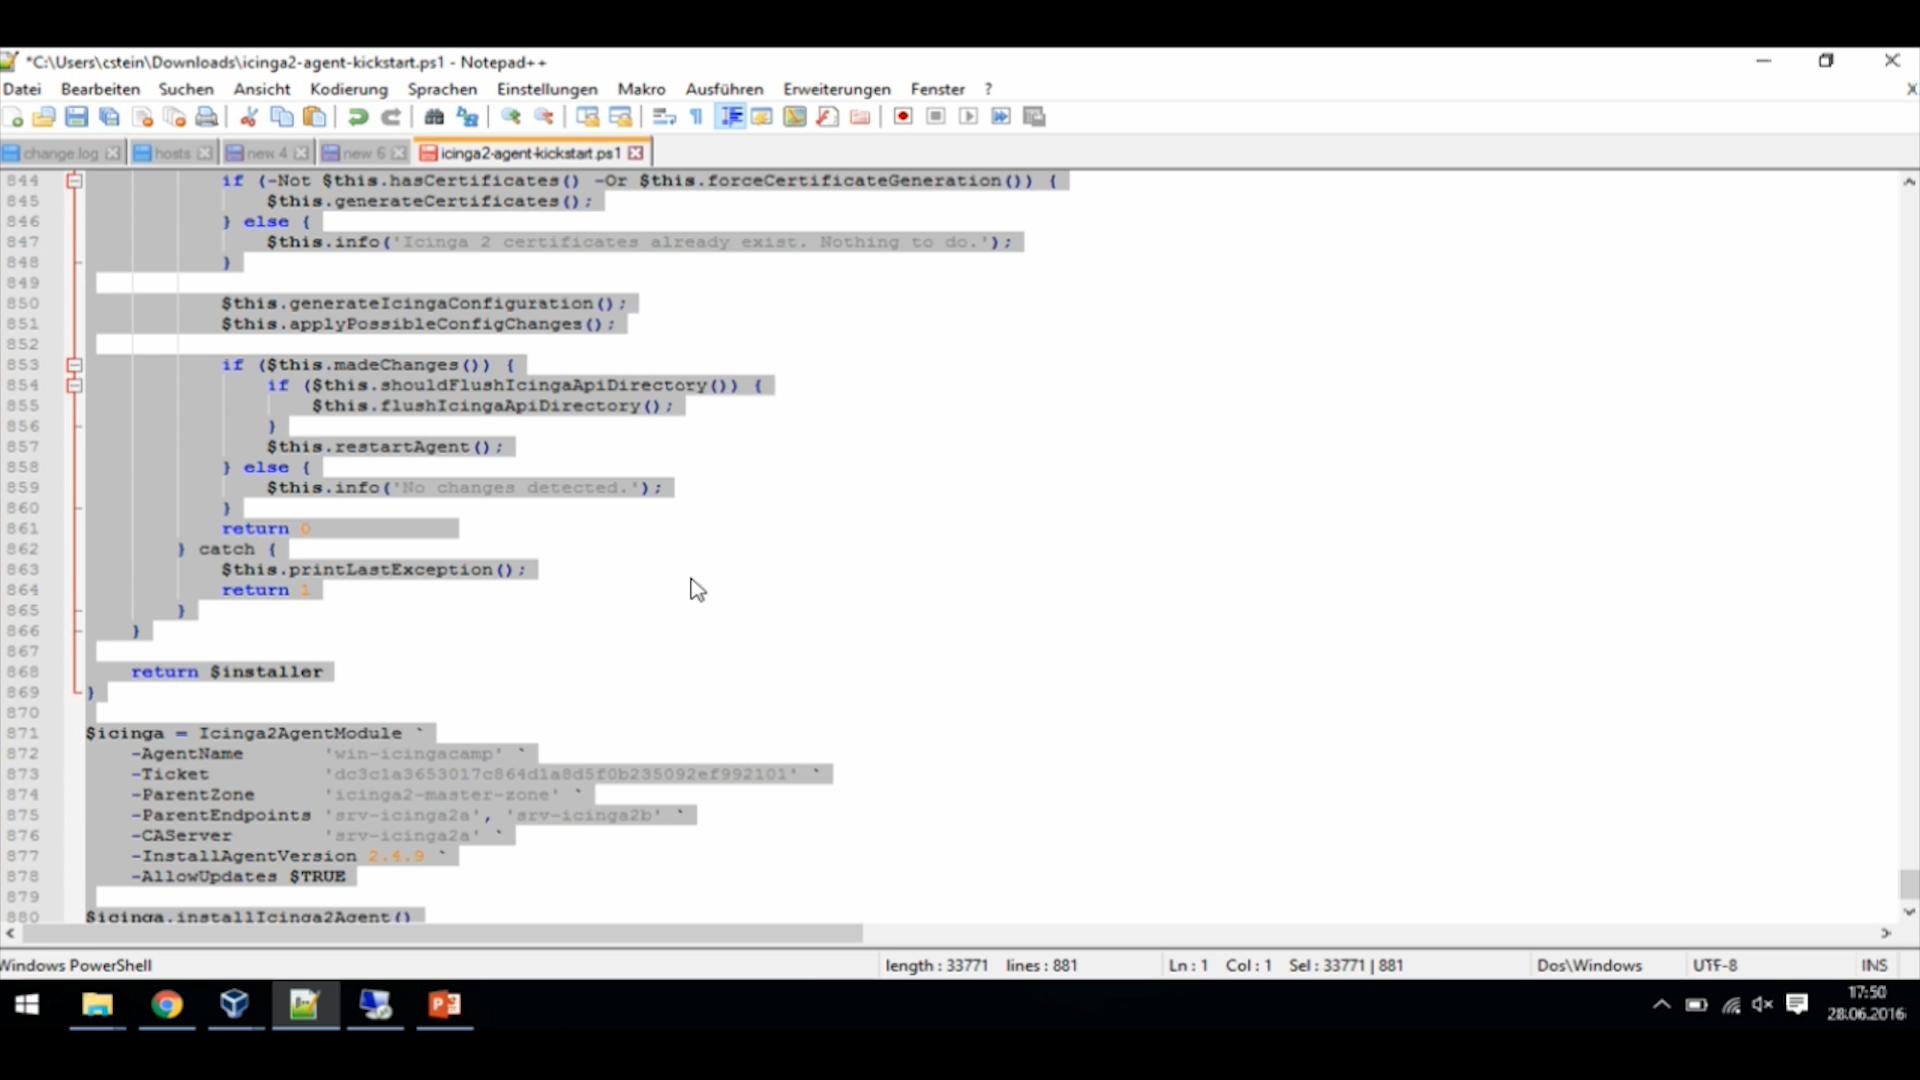 *C:\Users\cstein\Downloads\icinga2-agent-kickstart.ps1 - Notepad++
Datei Bearbeiten Suchen Ansicht Kodierung Sprachen Einstellungen Makro Ausführen Erweiterungen Fenster ? X
change.log hosts new 4 new 6 icinga2-agent-kickstart.ps1
844 if (-Not $this.hasCertificates() -Or $this.forceCertificateGeneration()) {
845 $this.generateCertificates();
846 } else {
847 $this.info('Icinga 2 certificates already exist. Nothing to do.');
848 }
849
850 $this.generateIcingaConfiguration();
851 $this.applyPossibleConfigChanges();
852
853 if ($this.madeChanges()) {
854 if ($this.shouldFlushIcingaApiDirectory()) {
855 $this.flushIcingaApiDirectory();
856 }
857 $this.restartAgent();
858 } else {
859 $this.info('No changes detected.');
860 }
861 return 0
862 } catch {
863 $this.printLastException();
864 return 1
865 }
866 }
867
868 return $installer
869 }
870
871 $icinga = Icinga2AgentModule `
872 -AgentName 'win-icingacamp' `
873 -Ticket 'dc3c1a3653017c864d1a8d5f0b235092ef992101' `
874 -ParentZone 'icinga2-master-zone' `
875 -ParentEndpoints 'srv-icinga2a', 'srv-icinga2b' `
876 -CAServer 'srv-icinga2a' `
877 -InstallAgentVersion 2.4.9 `
878 -AllowUpdates $TRUE
879
880 $icinga.installIcinga2Agent()
Windows PowerShell length : 33771 lines : 881 Ln : 1 Col : 1 Sel : 33771 | 881 Dos\Windows UTF-8 INS
17:50
28.06.2016